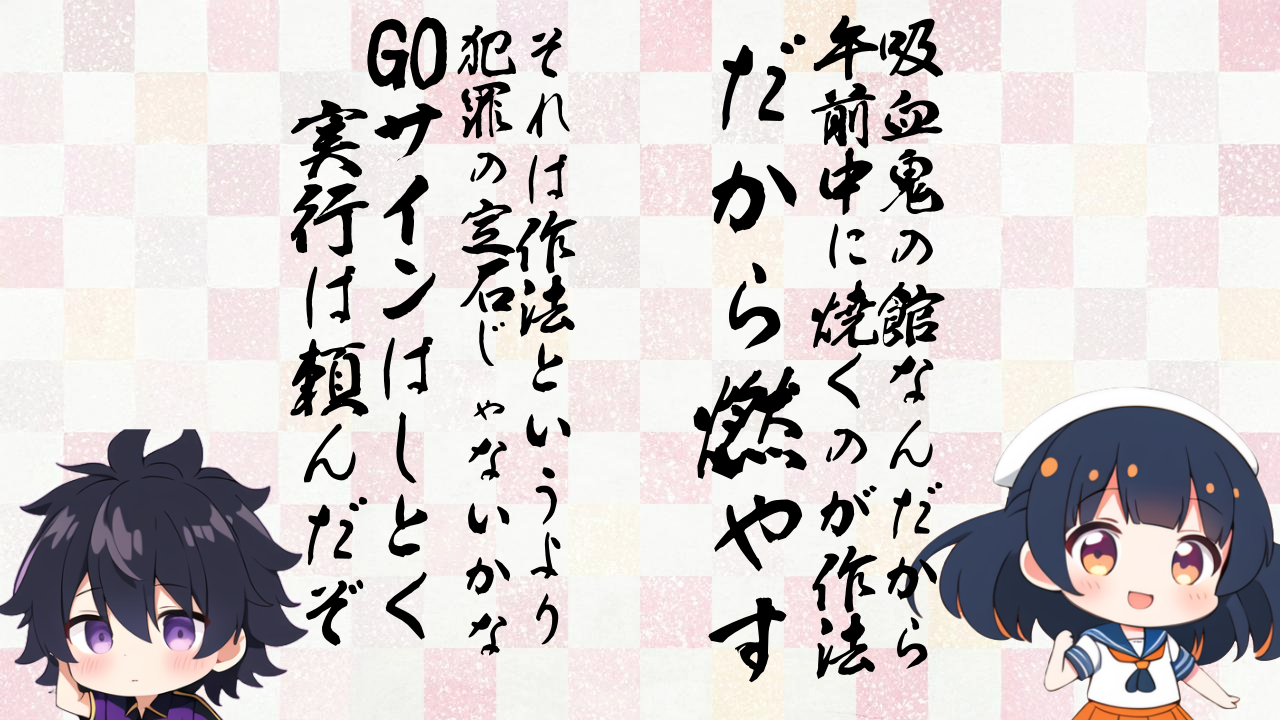 吸血鬼の館なんだから
午前中に焼くのが作法
だから燃やす
それは作法というより
犯罪の定石じゃないかな
GOサインはしとく
実行は頼んだぞ